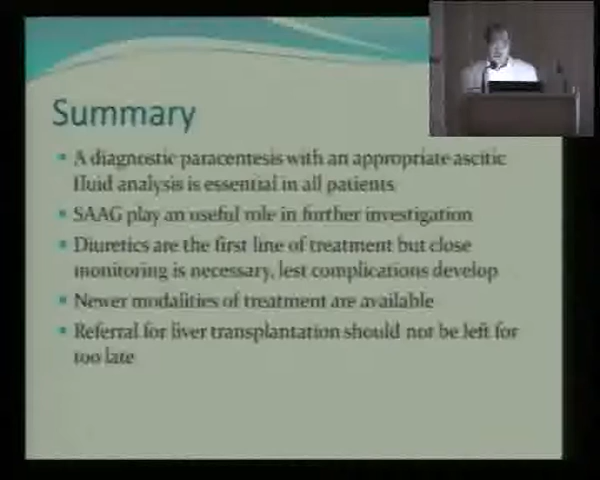 Summary
A diagnostic paracentesis with an appropriate ascitic
fluid analysis is essential in all patients
SAAG play an useful role in further investigation
Diuretics are the first line of treatment but close
monitoring is necessary, lest complications develop
Newer modalities of treatment are available
Referral for liver transplantation should not be left for
too late